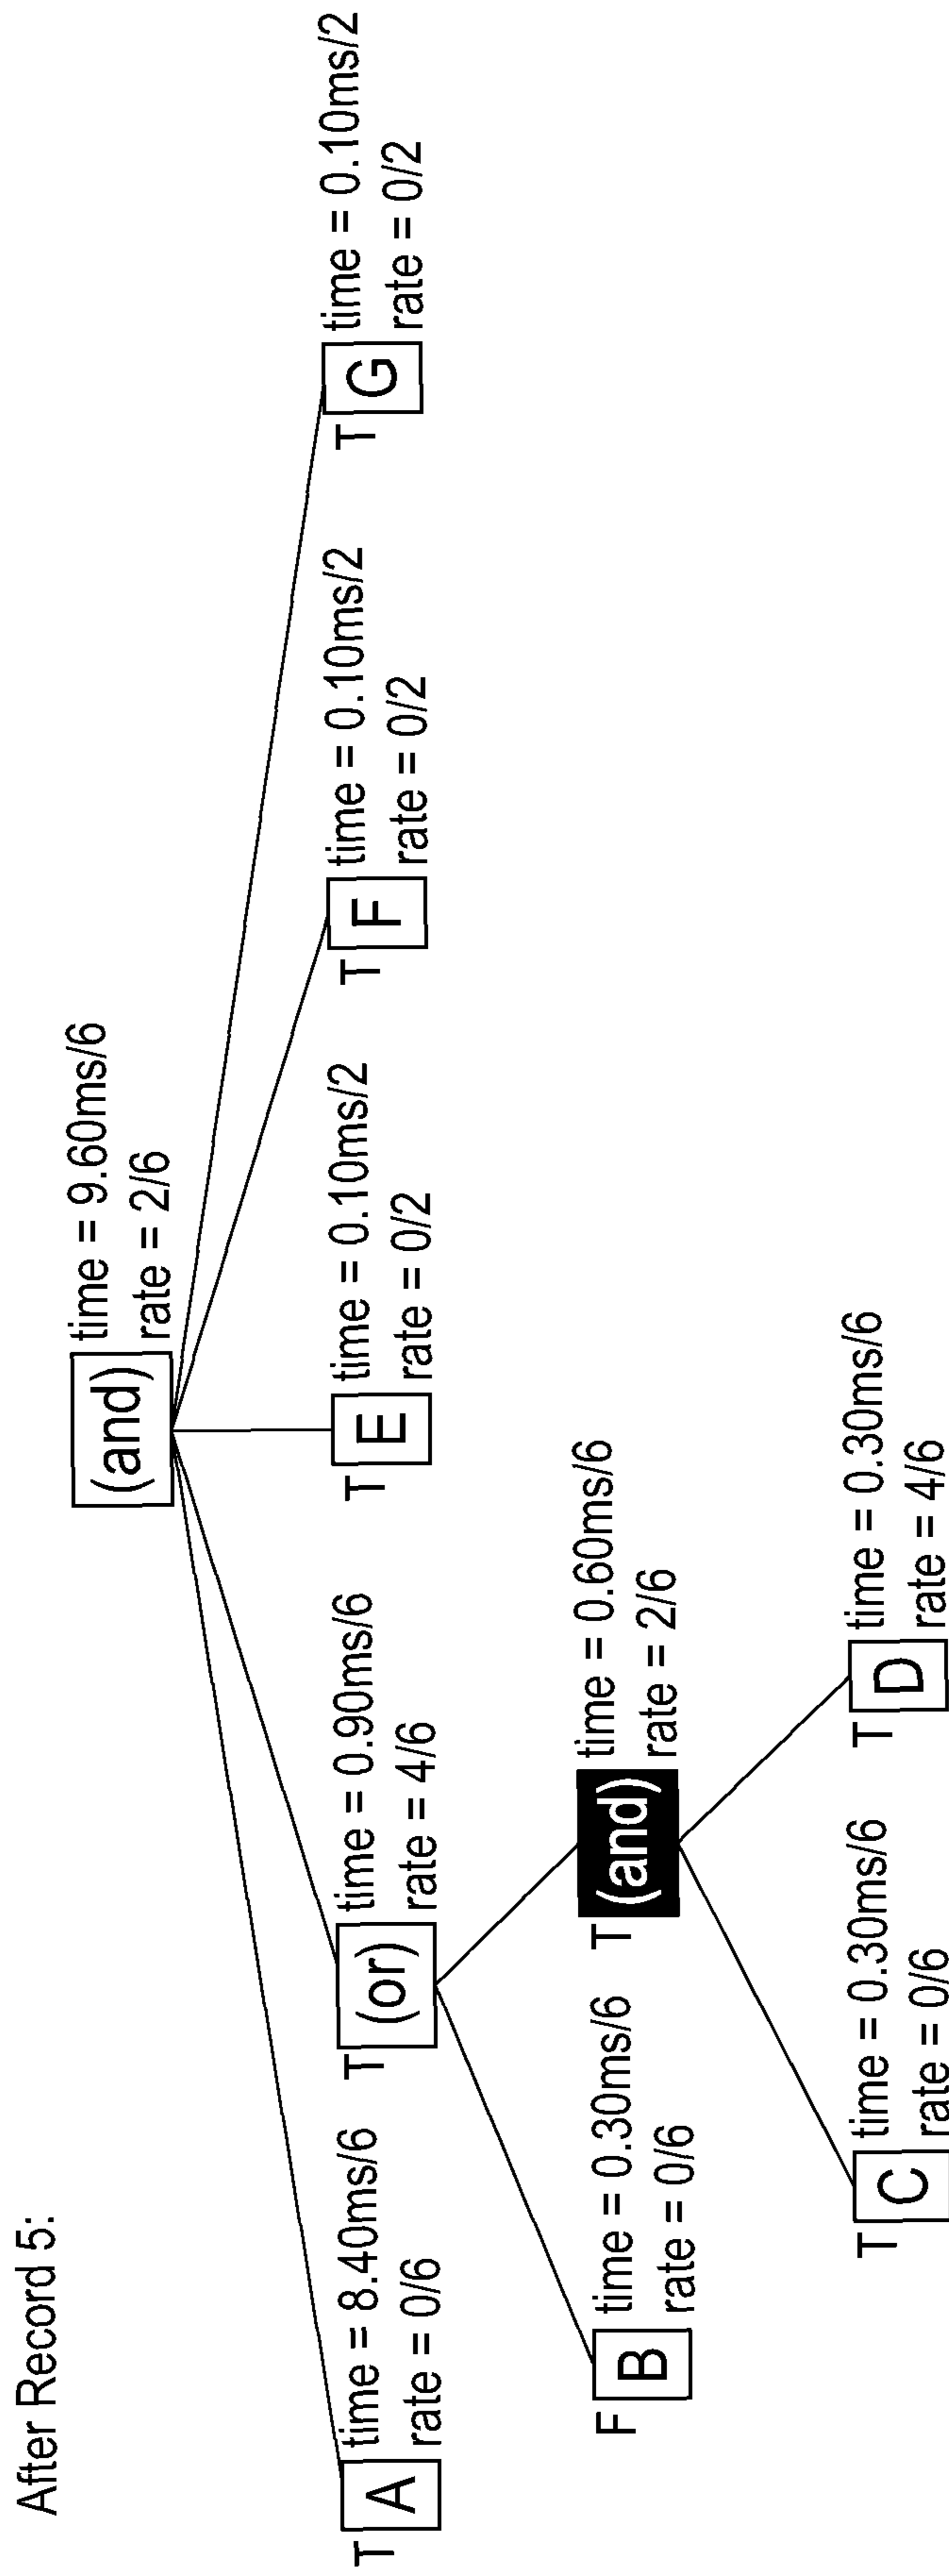 After Record 5:
(and)
time = 9.60ms/6
rate = 2/6
T
A
time = 8.40ms/6
rate = 0/6
T
(or)
time = 0.90ms/6
rate = 4/6
T
E
time = 0.10ms/2
rate = 0/2
T
F
time = 0.10ms/2
rate = 0/2
T
G
time = 0.10ms/2
rate = 0/2
F
B
time = 0.30ms/6
rate = 0/6
T
(and)
time = 0.60ms/6
rate = 2/6
T
C
time = 0.30ms/6
rate = 0/6
T
D
time = 0.30ms/6
rate = 4/6